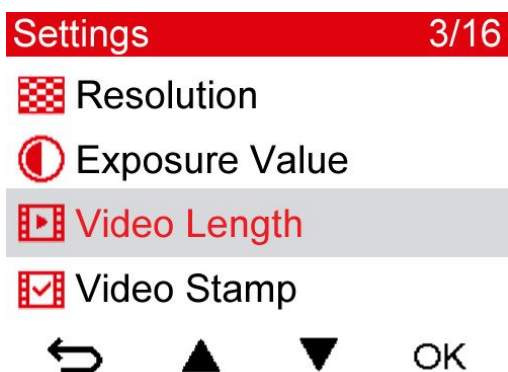 Settings 3/16
Resolution
Exposure Value
Video Length
Video Stamp
OK